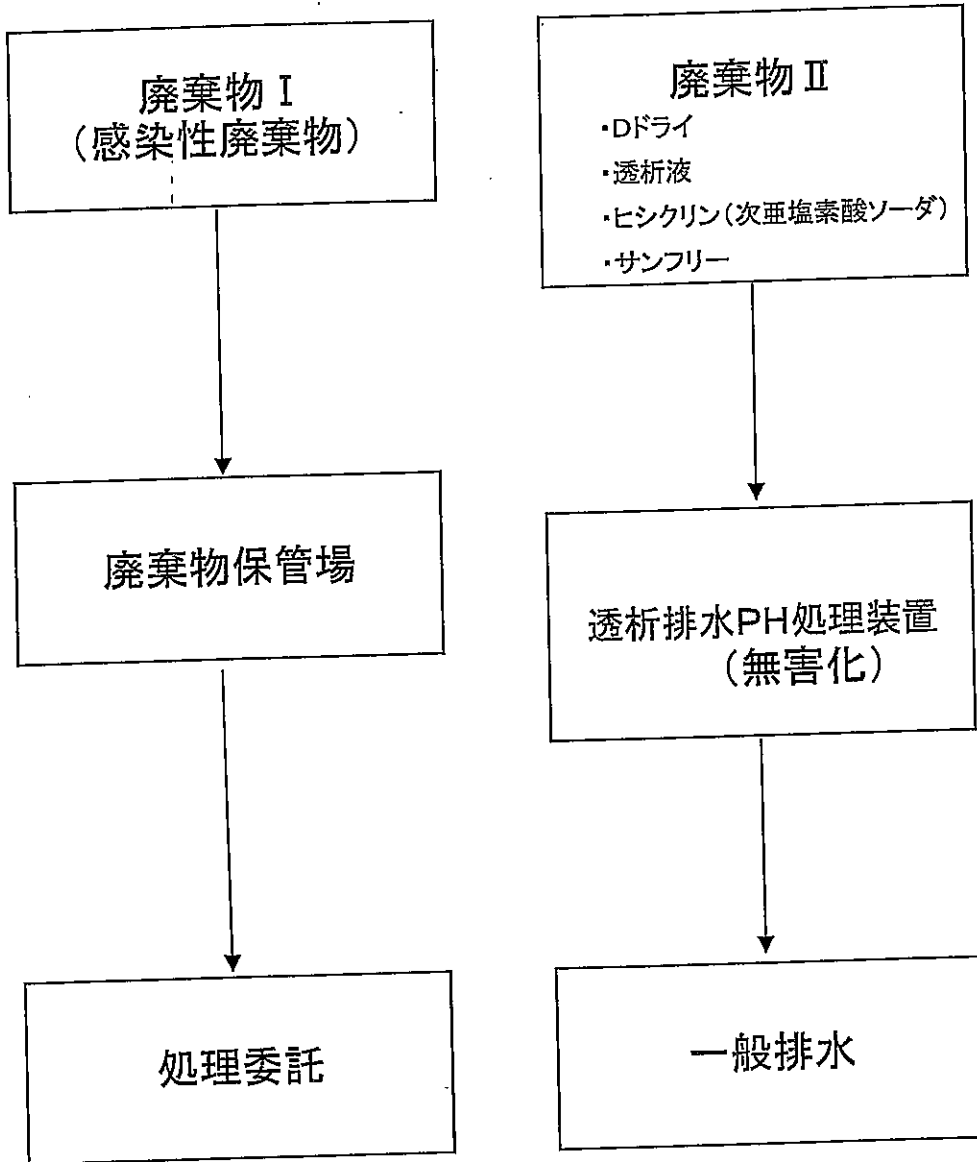 廃棄物Ⅰ
（感染性廃棄物）
廃棄物保管場
処理委託
廃棄物Ⅱ
・Dドライ
・透析液
・ヒシクリン（次亜塩素酸ソーダ）
・サンフリー
透析排水PH処理装置
（無害化）
一般排水